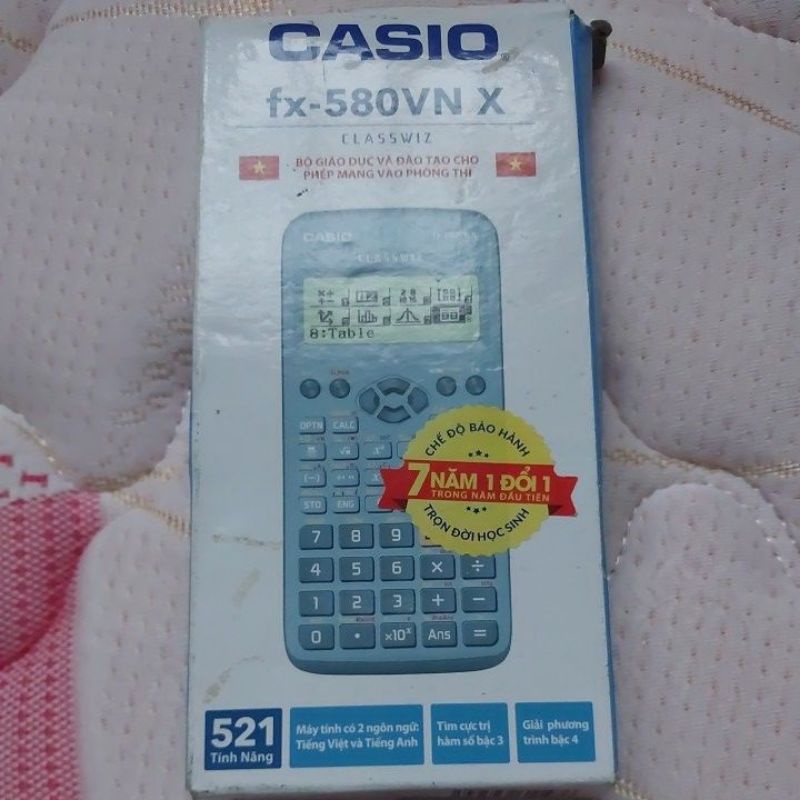 CASIO
fx-580VN X
CLASSWIZ
BỘ GIÁO DỤC VÀ ĐÀO TẠO CHO
PHÉP MANG VÀO PHÒNG THI
CASIO
CLASSWIZ
8:Table
OPTN CALC
(−)
STO ENG
CHẾ ĐỘ BẢO HÀNH
7 NĂM 1 ĐỔI 1
TRONG NĂM ĐẦU TIÊN
TRỌN ĐỜI HỌC SINH
7 8 9
4 5 6 × ÷
1 2 3 + −
0 • ×10ˣ Ans =
521
Tính Năng
Máy tính có 2 ngôn ngữ:
Tiếng Việt và Tiếng Anh
Tìm cực trị
hàm số bậc 3
Giải phương
trình bậc 4